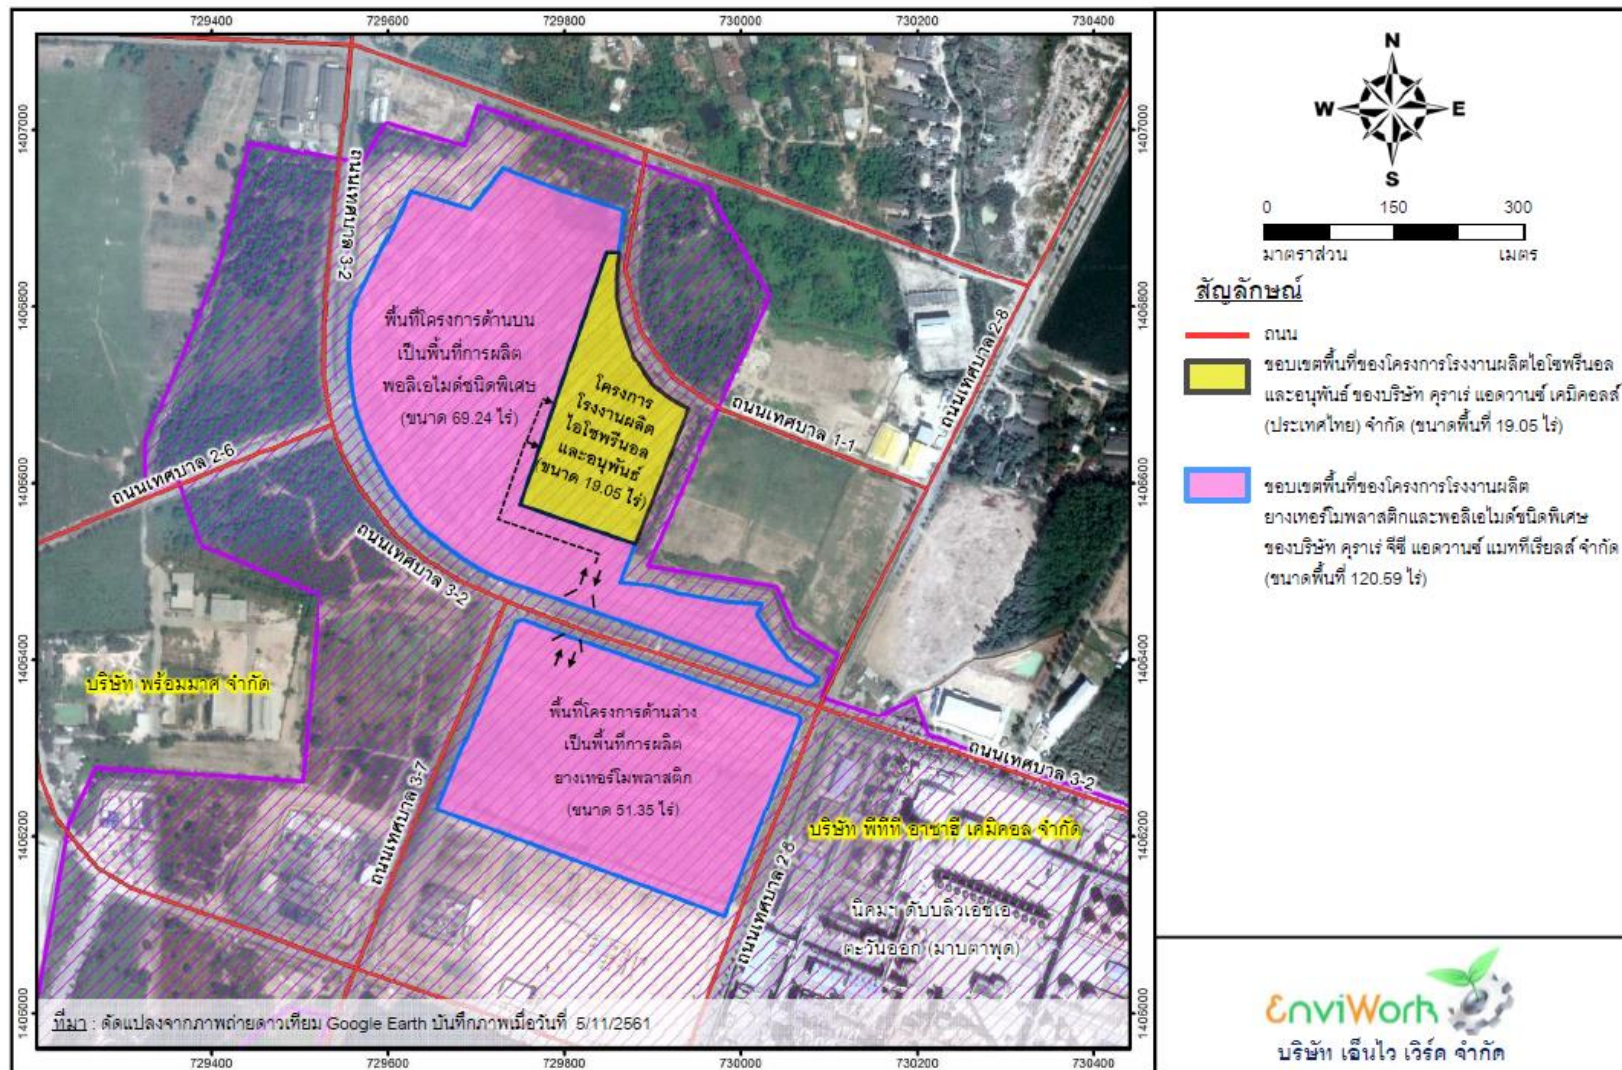 729400 729600 729800 730000 730200 730400
1407000
1406800
1406600
1406400
1406200
1406000
ถนนเทศบาล 3-2
พื้นที่โครงการด้านบน
เป็นพื้นที่การผลิต
พอลิเอไมด์ชนิดพิเศษ
(ขนาด 69.24 ไร่)
โครงการ
โรงงานผลิต
ไอโซพรีนอล
และอนุพันธ์
(ขนาด 19.05 ไร่)
ถนนเทศบาล 2-8
ถนนเทศบาล 1-1
ถนนเทศบาล 2-6
ถนนเทศบาล 3-2
บริษัท พร้อมมาศ จำกัด
พื้นที่โครงการด้านล่าง
เป็นพื้นที่การผลิต
ยางเทอร์โมพลาสติก
(ขนาด 51.35 ไร่)
ถนนเทศบาล 3-7
ถนนเทศบาล 3-2
บริษัท พีทีที อาซาฮี เคมิคอล จำกัด
ถนนเทศบาล 2-8
นิคมฯ ดับบลิวเอชเอ
ตะวันออก (มาบตาพุด)
ที่มา : ดัดแปลงจากภาพถ่ายดาวเทียม Google Earth บันทึกภาพเมื่อวันที่ 5/11/2561
1407000
1406800
1406600
1406400
1406200
1406000
729400 729600 729800 730000 730200 730400
N
W E
S
0 150 300
มาตราส่วน เมตร
สัญลักษณ์
ถนน
ขอบเขตพื้นที่ของโครงการโรงงานผลิตไอโซพรีนอล
และอนุพันธ์ ของบริษัท คุราเร่ แอดวานซ์ เคมิคอลส์
(ประเทศไทย) จำกัด (ขนาดพื้นที่ 19.05 ไร่)
ขอบเขตพื้นที่ของโครงการโรงงานผลิต
ยางเทอร์โมพลาสติกและพอลิเอไมด์ชนิดพิเศษ
ของบริษัท คุราเร่ จีซี แอดวานซ์ แมททีเรียลส์ จำกัด
(ขนาดพื้นที่ 120.59 ไร่)
EnviWork
บริษัท เอ็นไว เวิร์ค จำกัด